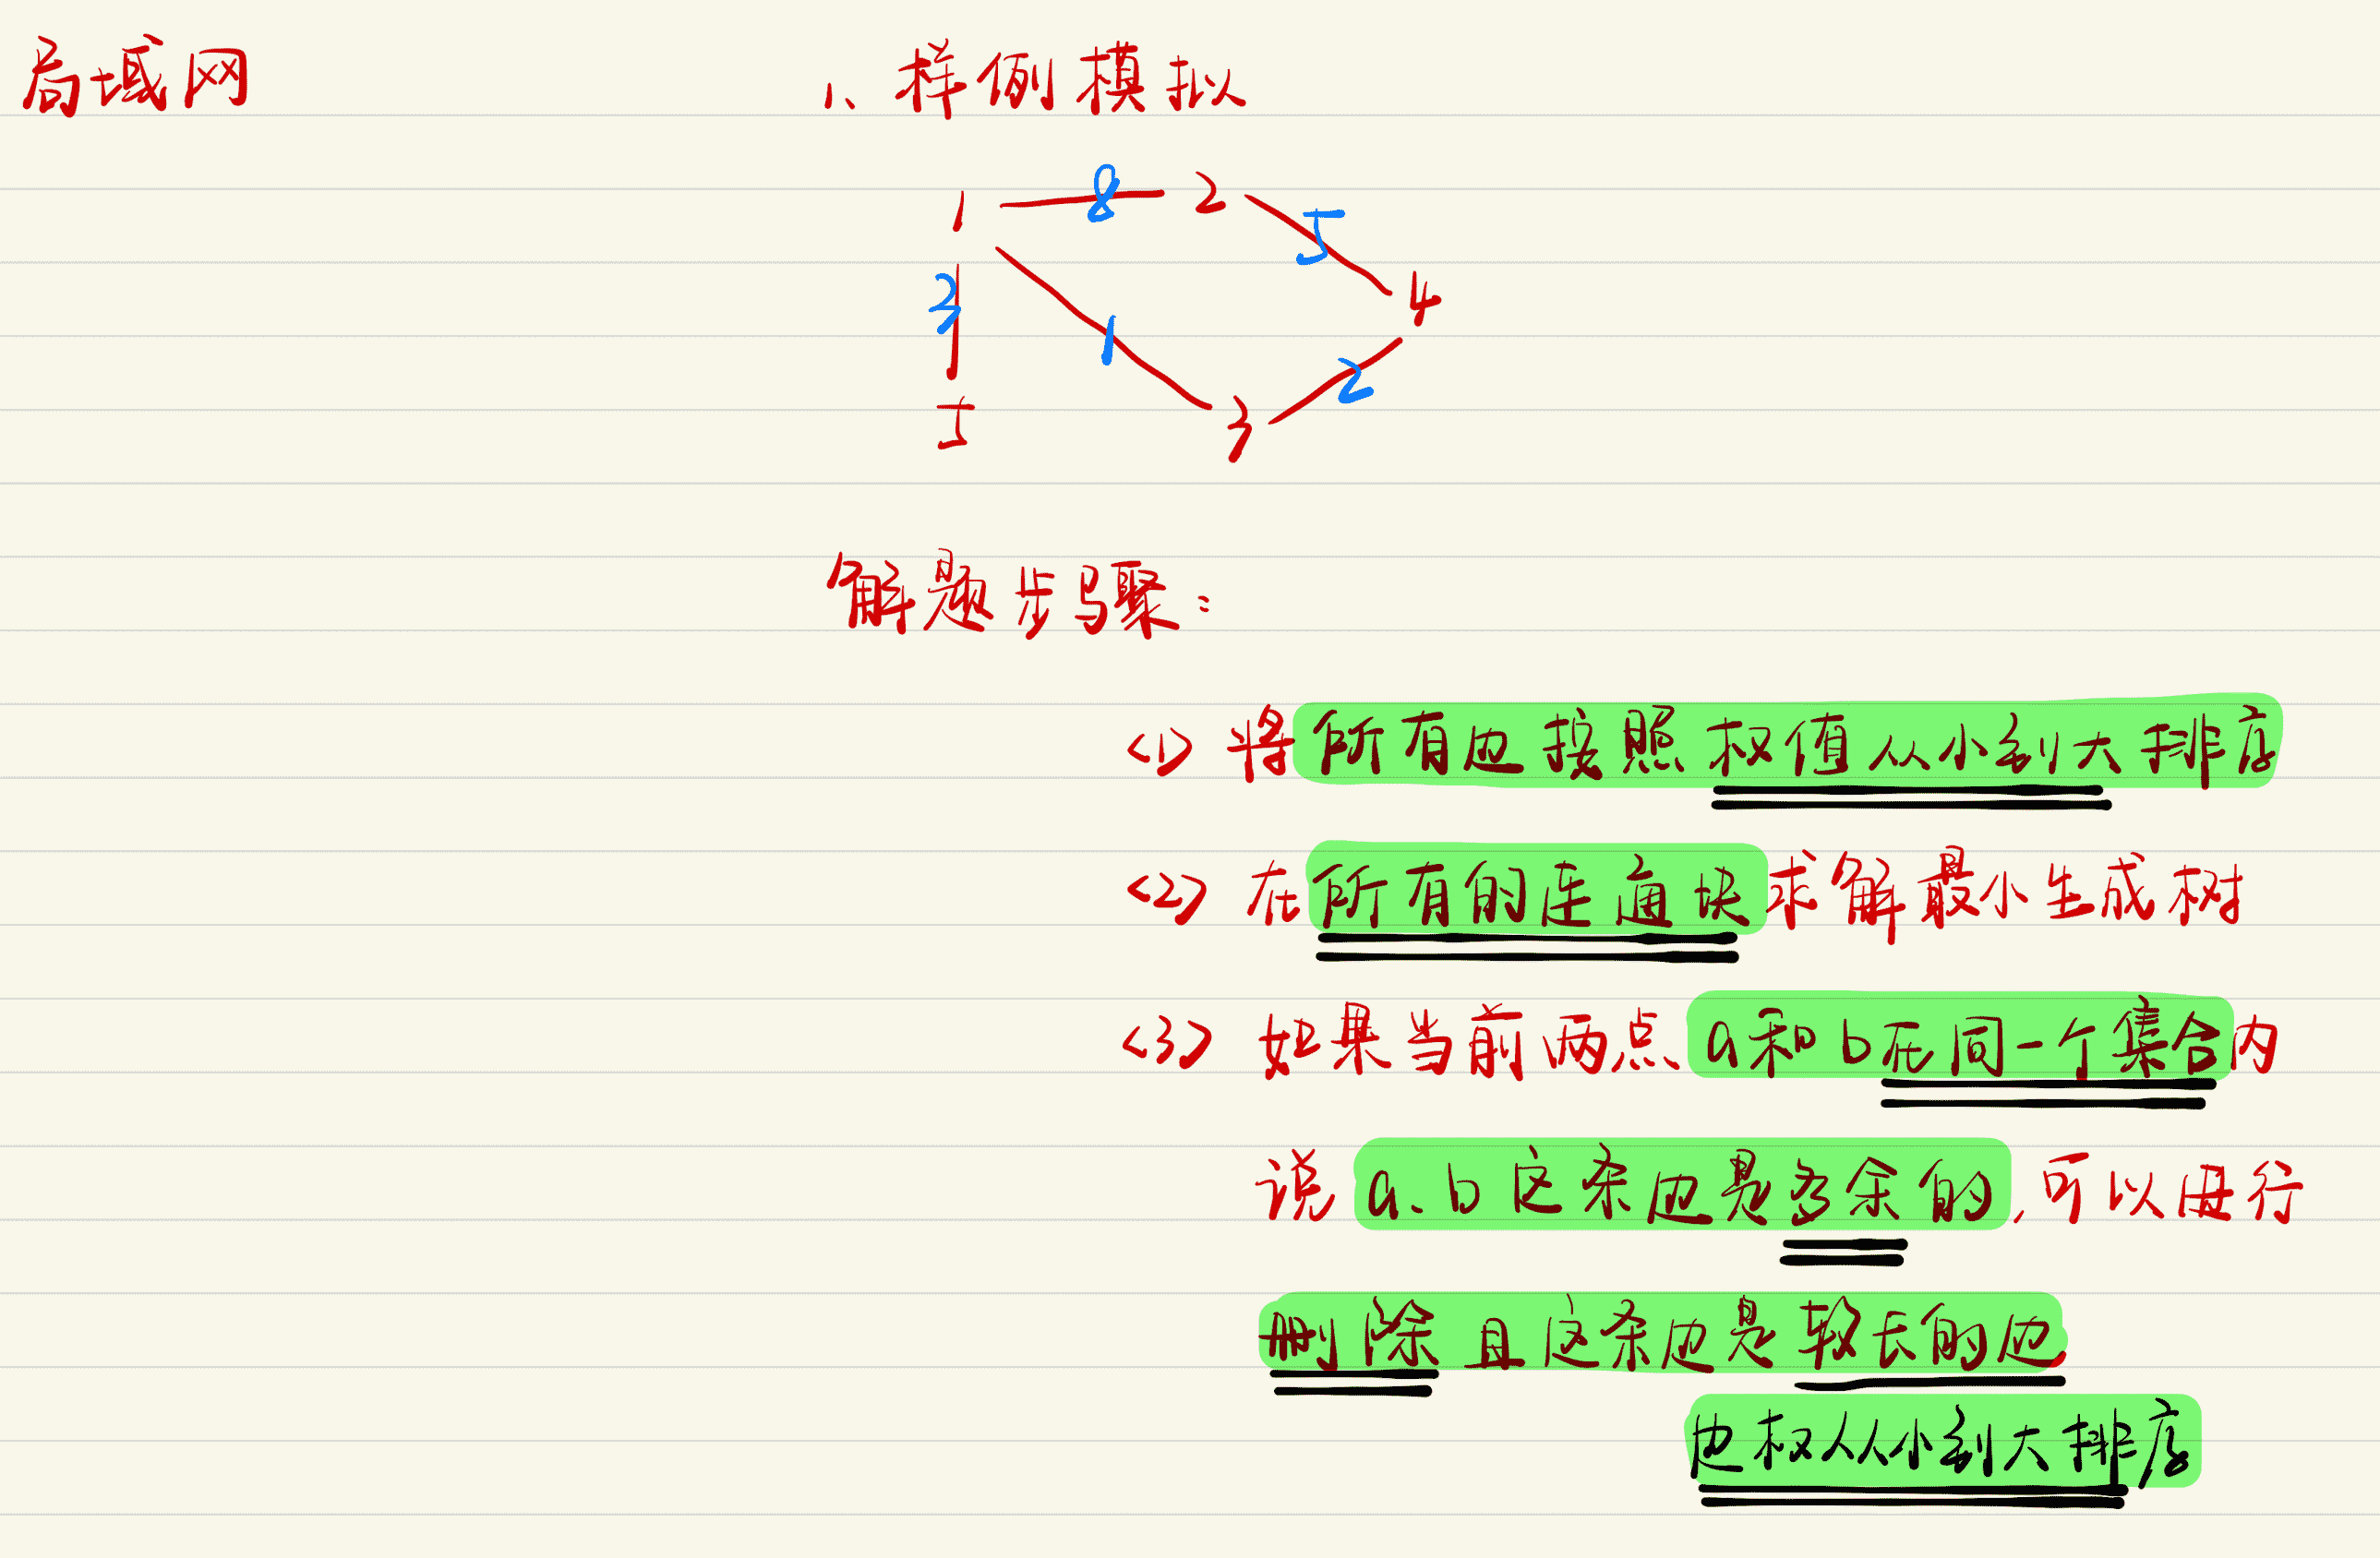 局域网
1、样例模拟
1 8 2
5
4
3
1
2
5
3
解题步骤:
<1> 将所有边按照权值从小到大排序
<2> 在所有的连通块求解最小生成树
<3> 如果当前两点a和b在同一个集合内
说a、b这条边是多余的,可以进行
删除且这条边是较长的边
边权从小到大排序